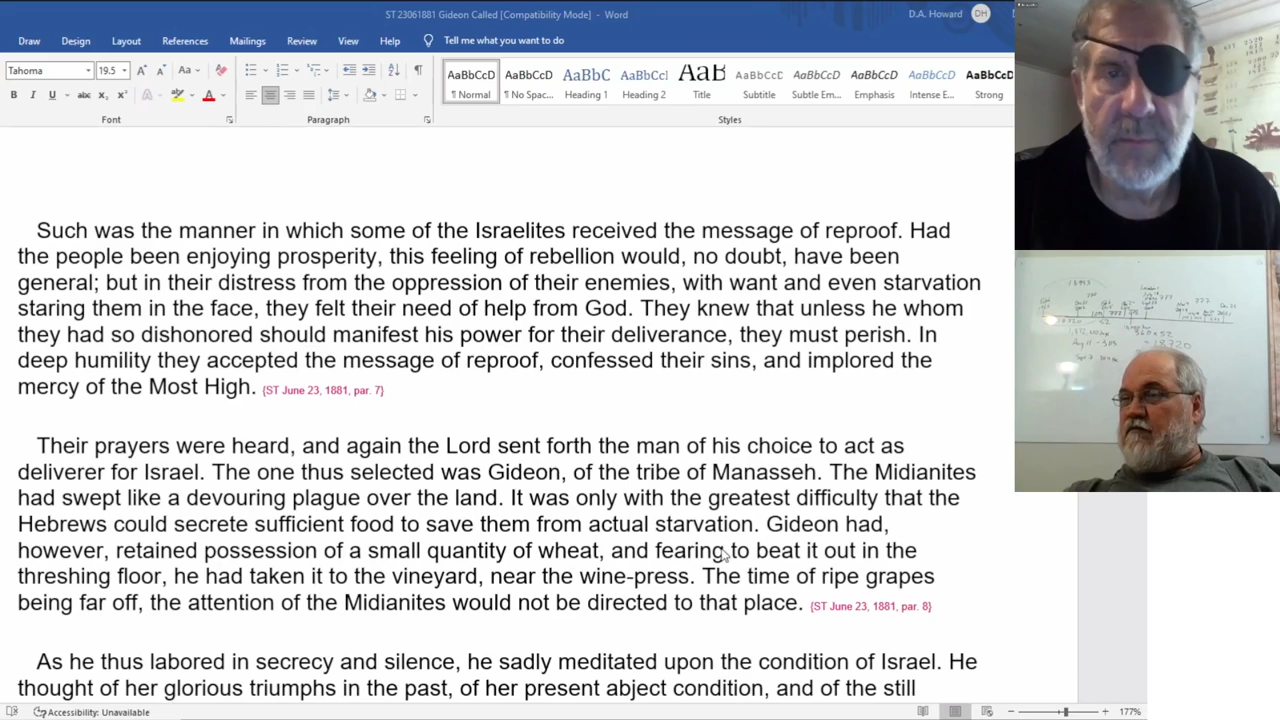 ST 23061881 Gideon Called [Compatibility Mode] - Word
D.A. Howard
DH
Draw Design Layout References Mailings Review View Help Tell me what you want to do
Tahoma 19.5 Aa
AaBbCcD AaBbCcD AaBbC AaBbCcI AaB AaBbCcD AaBbCcD AaBbCcD AaBbCcD AaBbCcD
B I U abc x₂ x² A A
¶ Normal ¶ No Spac... Heading 1 Heading 2 Title Subtitle Subtle Em... Emphasis Intense E... Strong
Font Paragraph Styles
Such was the manner in which some of the Israelites received the message of reproof. Had
the people been enjoying prosperity, this feeling of rebellion would, no doubt, have been
general; but in their distress from the oppression of their enemies, with want and even starvation
staring them in the face, they felt their need of help from God. They knew that unless he whom
they had so dishonored should manifest his power for their deliverance, they must perish. In
deep humility they accepted the message of reproof, confessed their sins, and implored the
mercy of the Most High. {ST June 23, 1881, par. 7}
Their prayers were heard, and again the Lord sent forth the man of his choice to act as
deliverer for Israel. The one thus selected was Gideon, of the tribe of Manasseh. The Midianites
had swept like a devouring plague over the land. It was only with the greatest difficulty that the
Hebrews could secrete sufficient food to save them from actual starvation. Gideon had,
however, retained possession of a small quantity of wheat, and fearing to beat it out in the
threshing floor, he had taken it to the vineyard, near the wine-press. The time of ripe grapes
being far off, the attention of the Midianites would not be directed to that place. {ST June 23, 1881, par. 8}
As he thus labored in secrecy and silence, he sadly meditated upon the condition of Israel. He
thought of her glorious triumphs in the past, of her present abject condition, and of the still
Accessibility: Unavailable
177%